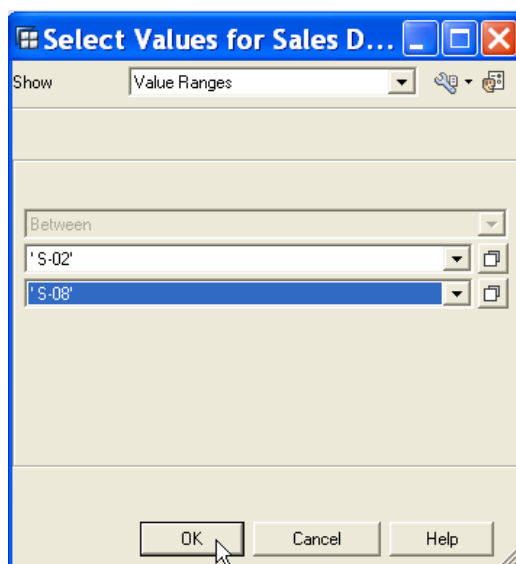 Select Values for Sales D...
Show Value Ranges
Between
' S-02'
' S-08'
OK Cancel Help